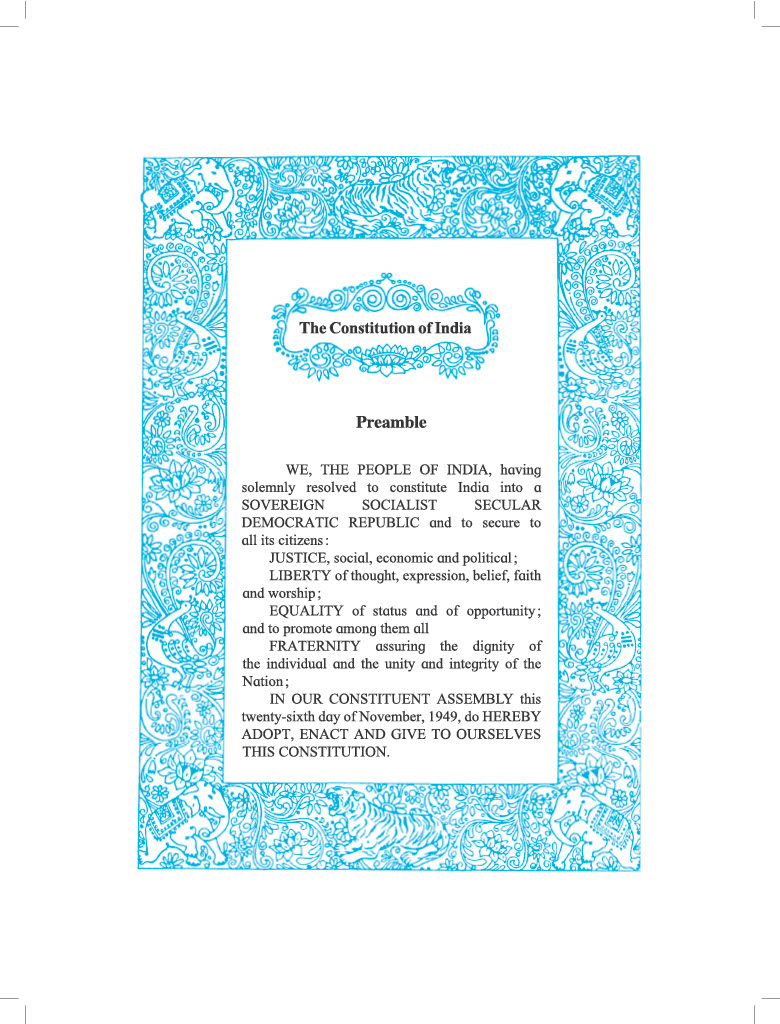 The Constitution of India
Preamble
WE, THE PEOPLE OF INDIA, having
solemnly resolved to constitute India into a
SOVEREIGN SOCIALIST SECULAR
DEMOCRATIC REPUBLIC and to secure to
all its citizens :
JUSTICE, social, economic and political ;
LIBERTY of thought, expression, belief, faith
and worship ;
EQUALITY of status and of opportunity ;
and to promote among them all
FRATERNITY assuring the dignity of
the individual and the unity and integrity of the
Nation ;
IN OUR CONSTITUENT ASSEMBLY this
twenty-sixth day of November, 1949, do HEREBY
ADOPT, ENACT AND GIVE TO OURSELVES
THIS CONSTITUTION.